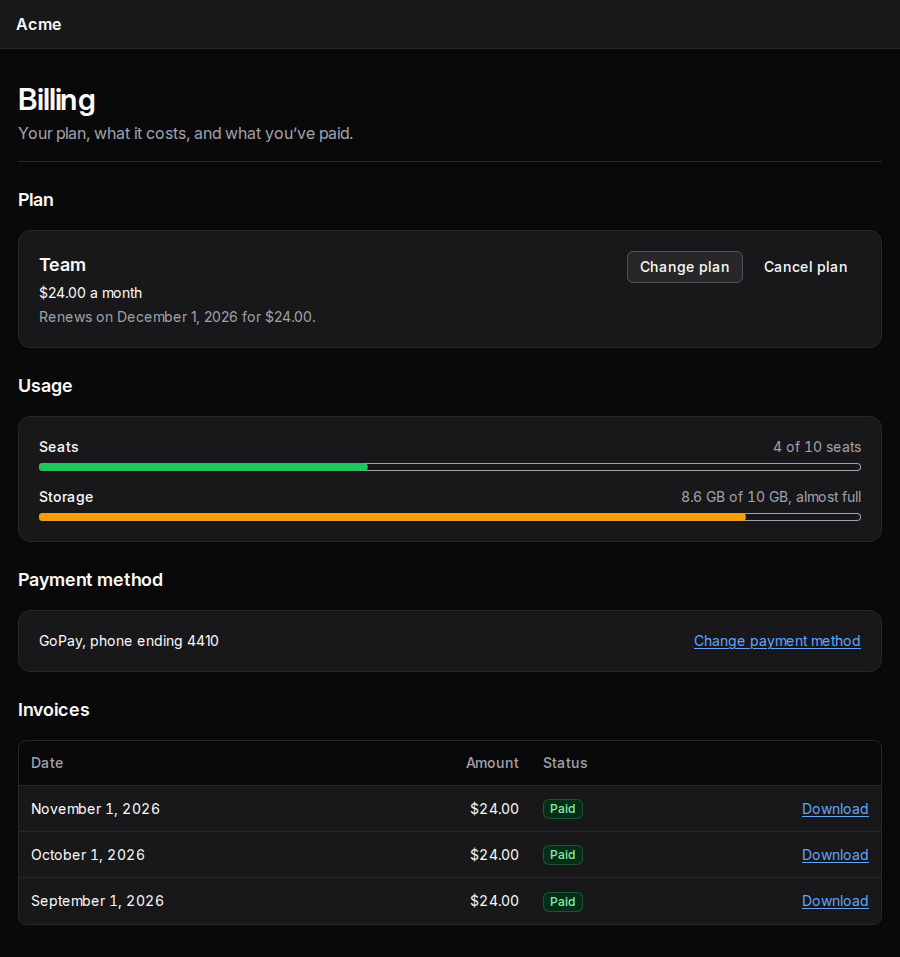 Acme
Billing
Your plan, what it costs, and what you've paid.
Plan
Team
Change plan
Cancel plan
$24.00 a month
Renews on December 1, 2026 for $24.00.
Usage
Seats
4 of 10 seats
Storage
8.6 GB of 10 GB, almost full
Payment method
GoPay, phone ending 4410
Change payment method
Invoices
Date Amount Status
November 1, 2026 $24.00 Paid Download
October 1, 2026 $24.00 Paid Download
September 1, 2026 $24.00 Paid Download